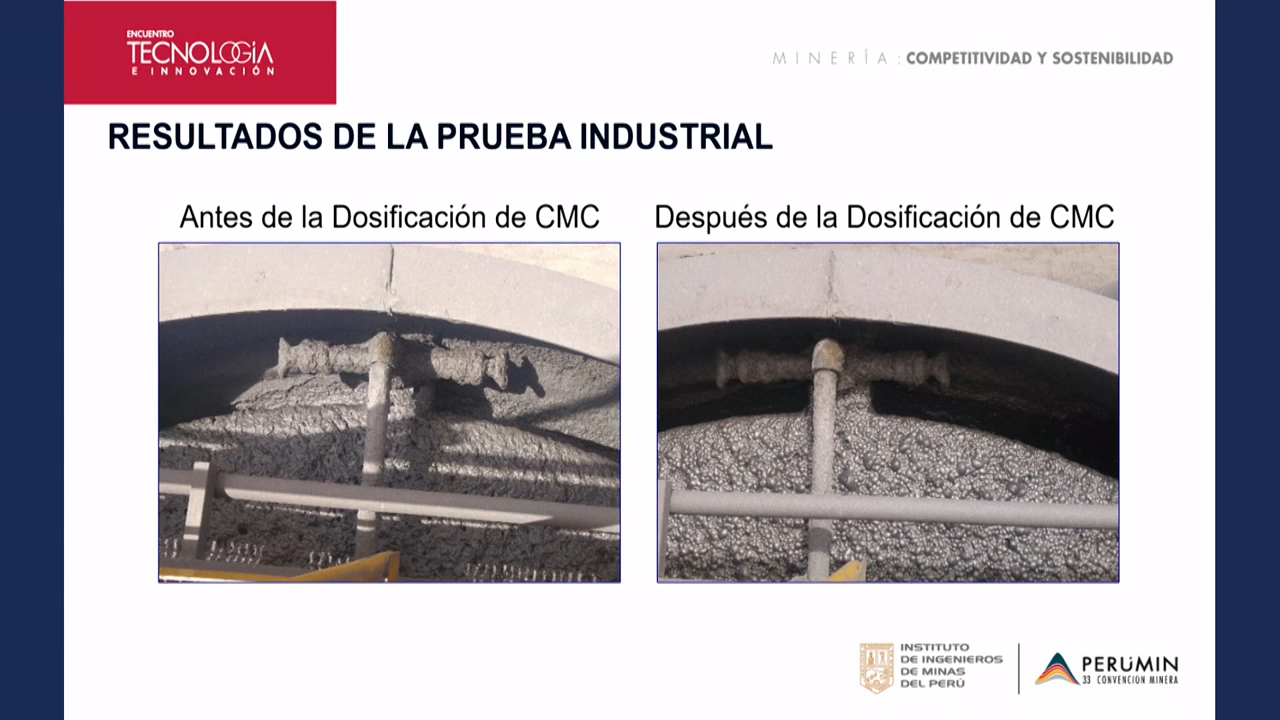 ENCUENTRO
TECNOLOGÍA
E INNOVACIÓN
MINERÍA: COMPETITIVIDAD Y SOSTENIBILIDAD
RESULTADOS DE LA PRUEBA INDUSTRIAL
Antes de la Dosificación de CMC
Después de la Dosificación de CMC
INSTITUTO
DE INGENIEROS
DE MINAS
DEL PERÚ
PERÚMIN
33 CONVENCIÓN MINERA